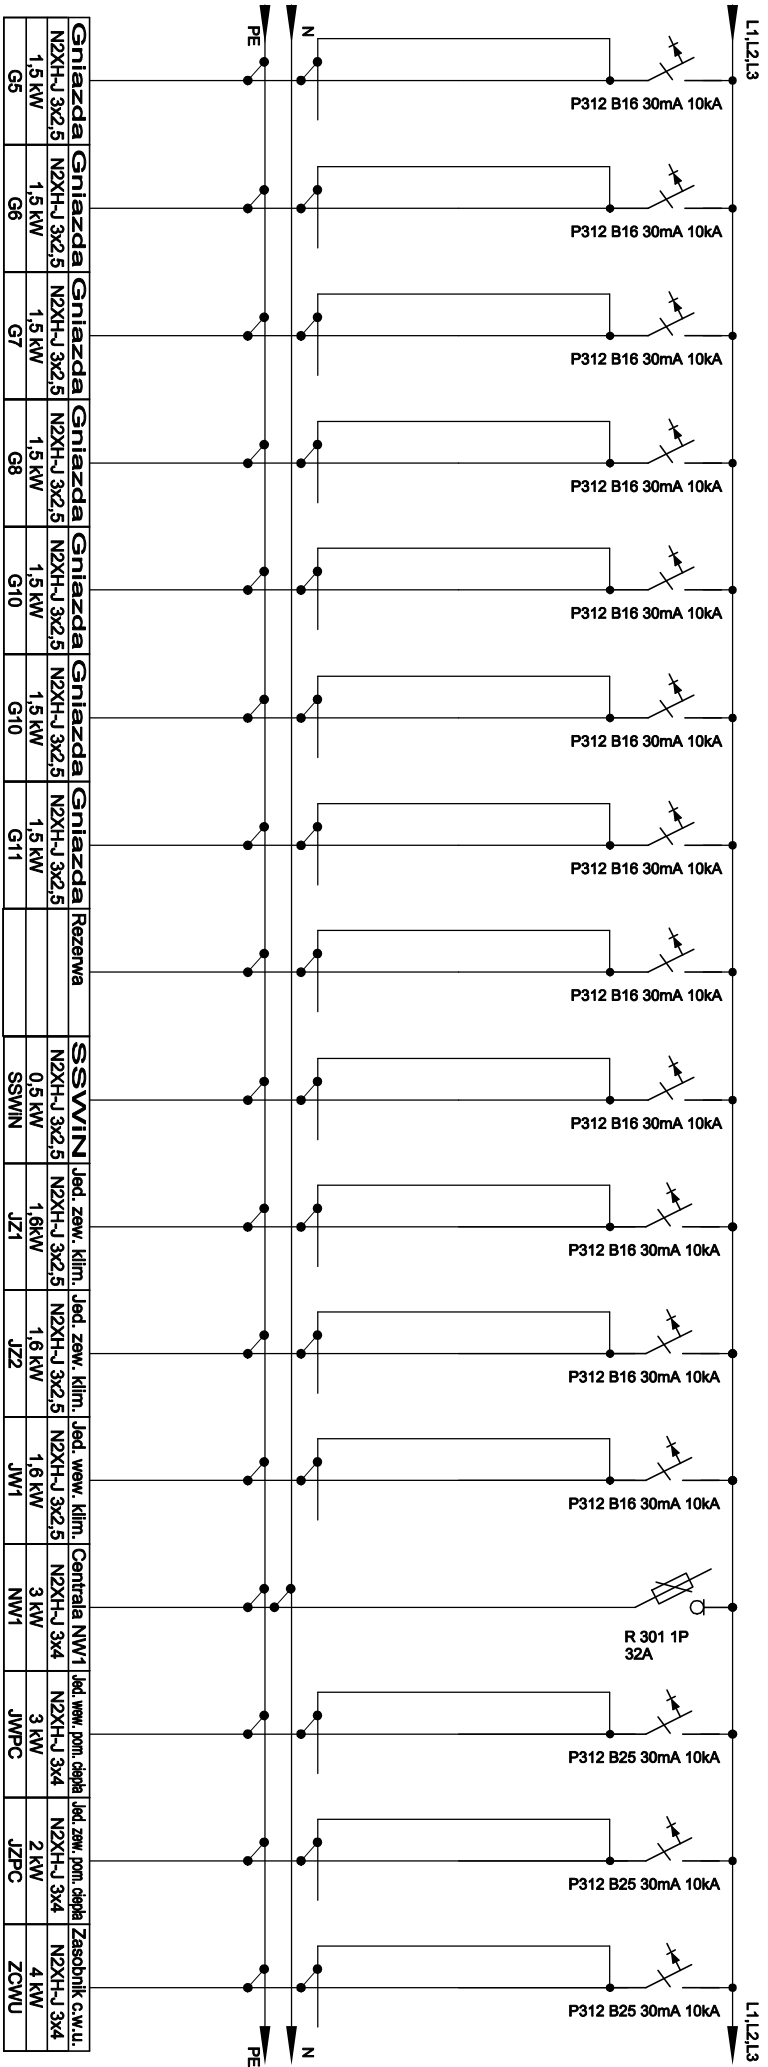 L1,L2,L3
N
PE
P312 B16 30mA 10kA
Gniazda
N2XH-J 3x2,5
1,5 kW
G5
P312 B16 30mA 10kA
Gniazda
N2XH-J 3x2,5
1,5 kW
G6
P312 B16 30mA 10kA
Gniazda
N2XH-J 3x2,5
1,5 kW
G7
P312 B16 30mA 10kA
Gniazda
N2XH-J 3x2,5
1,5 kW
G8
P312 B16 30mA 10kA
Gniazda
N2XH-J 3x2,5
1,5 kW
G10
P312 B16 30mA 10kA
Gniazda
N2XH-J 3x2,5
1,5 kW
G10
P312 B16 30mA 10kA
Gniazda
N2XH-J 3x2,5
1,5 kW
G11
P312 B16 30mA 10kA
Rezerwa
P312 B16 30mA 10kA
SSWiN
N2XH-J 3x2,5
0,5 kW
SSWiN
P312 B16 30mA 10kA
Jed. zew. klim.
N2XH-J 3x2,5
1,6kW
JZ1
P312 B16 30mA 10kA
Jed. zew. klim.
N2XH-J 3x2,5
1,6 kW
JZ2
P312 B16 30mA 10kA
Jed. wew. klim.
N2XH-J 3x2,5
1,6 kW
JW1
R 301 1P
32A
Centrala NW1
N2XH-J 3x4
3 kW
NW1
P312 B25 30mA 10kA
Jed. wew. pom. ciepła
N2XH-J 3x4
3 kW
JWPC
P312 B25 30mA 10kA
Jed. zew. pom. ciepła
N2XH-J 3x4
2 kW
JZPC
P312 B25 30mA 10kA
Zasobnik c.w.u.
N2XH-J 3x4
4 kW
ZCWU
L1,L2,L3
N
PE